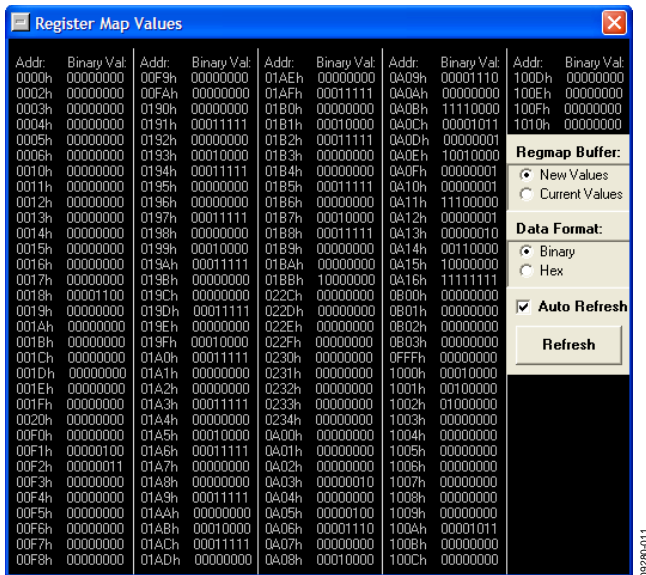 Register Map Values
Addr: Binary Val: Addr: Binary Val: Addr: Binary Val: Addr: Binary Val: Addr: Binary Val:
0000h 00000000 00F9h 00000000 01AEh 00000000 0A09h 00001110 100Dh 00000000
0002h 00000000 00FAh 00000000 01AFh 00011111 0A0Ah 00000000 100Eh 00000000
0003h 00000000 0190h 00000000 01B0h 00000000 0A0Bh 11110000 100Fh 00000000
0004h 00000000 0191h 00011111 01B1h 00010000 0A0Ch 00001011 1010h 00000000
0005h 00000000 0192h 00000000 01B2h 00011111 0A0Dh 00000001
0006h 00000000 0193h 00010000 01B3h 00000000 0A0Eh 10010000 Regmap Buffer:
0010h 00000000 0194h 00011111 01B4h 00000000 0A0Fh 00000001 New Values
0011h 00000000 0195h 00000000 01B5h 00011111 0A10h 00000001 Current Values
0012h 00000000 0196h 00000000 01B6h 00000000 0A11h 11100000
0013h 00000000 0197h 00011111 01B7h 00010000 0A12h 00000001
0014h 00000000 0198h 00000000 01B8h 00011111 0A13h 00000010 Data Format:
0015h 00000000 0199h 00010000 01B9h 00000000 0A14h 00110000 Binary
0016h 00000000 019Ah 00011111 01BAh 00000000 0A15h 10000000 Hex
0017h 00000000 019Bh 00000000 01BBh 10000000 0A16h 11111111
0018h 00001100 019Ch 00000000 022Ch 00000000 0B00h 00000000
0019h 00000000 019Dh 00011111 022Dh 00000000 0B01h 00000000 Auto Refresh
001Ah 00000000 019Eh 00000000 022Eh 00000000 0B02h 00000000
001Bh 00000000 019Fh 00010000 022Fh 00000000 0B03h 00000000 Refresh
001Ch 00000000 01A0h 00011111 0230h 00000000 0FFFh 00000000
001Dh 00000000 01A1h 00000000 0231h 00000000 1000h 00010000
001Eh 00000000 01A2h 00000000 0232h 00000000 1001h 00100000
001Fh 00000000 01A3h 00011111 0233h 00000000 1002h 01000000
0020h 00000000 01A4h 00000000 0234h 00000000 1003h 00000000
00F0h 00000000 01A5h 00010000 0A00h 00000000 1004h 00000000
00F1h 00000100 01A6h 00011111 0A01h 00000000 1005h 00000000
00F2h 00000011 01A7h 00000000 0A02h 00000000 1006h 00000000
00F3h 00000000 01A8h 00000000 0A03h 00000010 1007h 00000000
00F4h 00000000 01A9h 00011111 0A04h 00000000 1008h 00000000
00F5h 00000000 01AAh 00000000 0A05h 00000100 1009h 00000000
00F6h 00000000 01ABh 00010000 0A06h 00001110 100Ah 00001011
00F7h 00000000 01ACh 00011111 0A07h 00000000 100Bh 00000000
00F8h 00000000 01ADh 00000000 0A08h 00010000 100Ch 00000000
09280-011